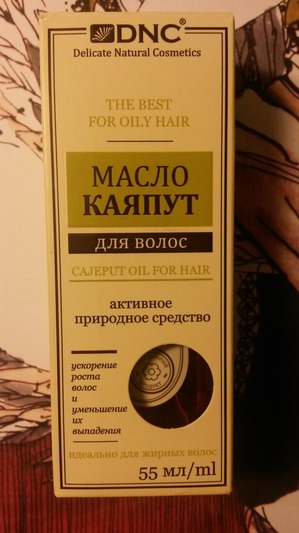 DNC®
Delicate Natural Cosmetics
THE BEST
FOR OILY HAIR
МАСЛО
КАЯПУТ
для волос
CAJEPUT OIL FOR HAIR
активное
природное средство
ускорение
роста
волос
и
уменьшение
их
выпадения
идеально для жирных волос
55 мл/ml